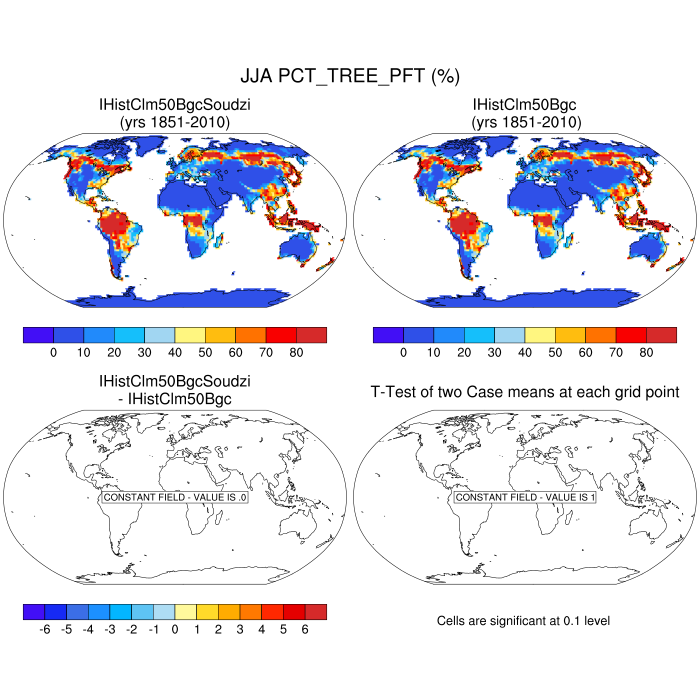 JJA PCT_TREE_PFT (%)
IHistClm50BgcSoudzi
(yrs 1851-2010)
IHistClm50Bgc
(yrs 1851-2010)
0 10 20 30 40 50 60 70 80
0 10 20 30 40 50 60 70 80
IHistClm50BgcSoudzi
- IHistClm50Bgc
T-Test of two Case means at each grid point
CONSTANT FIELD - VALUE IS .0
CONSTANT FIELD - VALUE IS 1
-6 -5 -4 -3 -2 -1 0 1 2 3 4 5 6
Cells are significant at 0.1 level